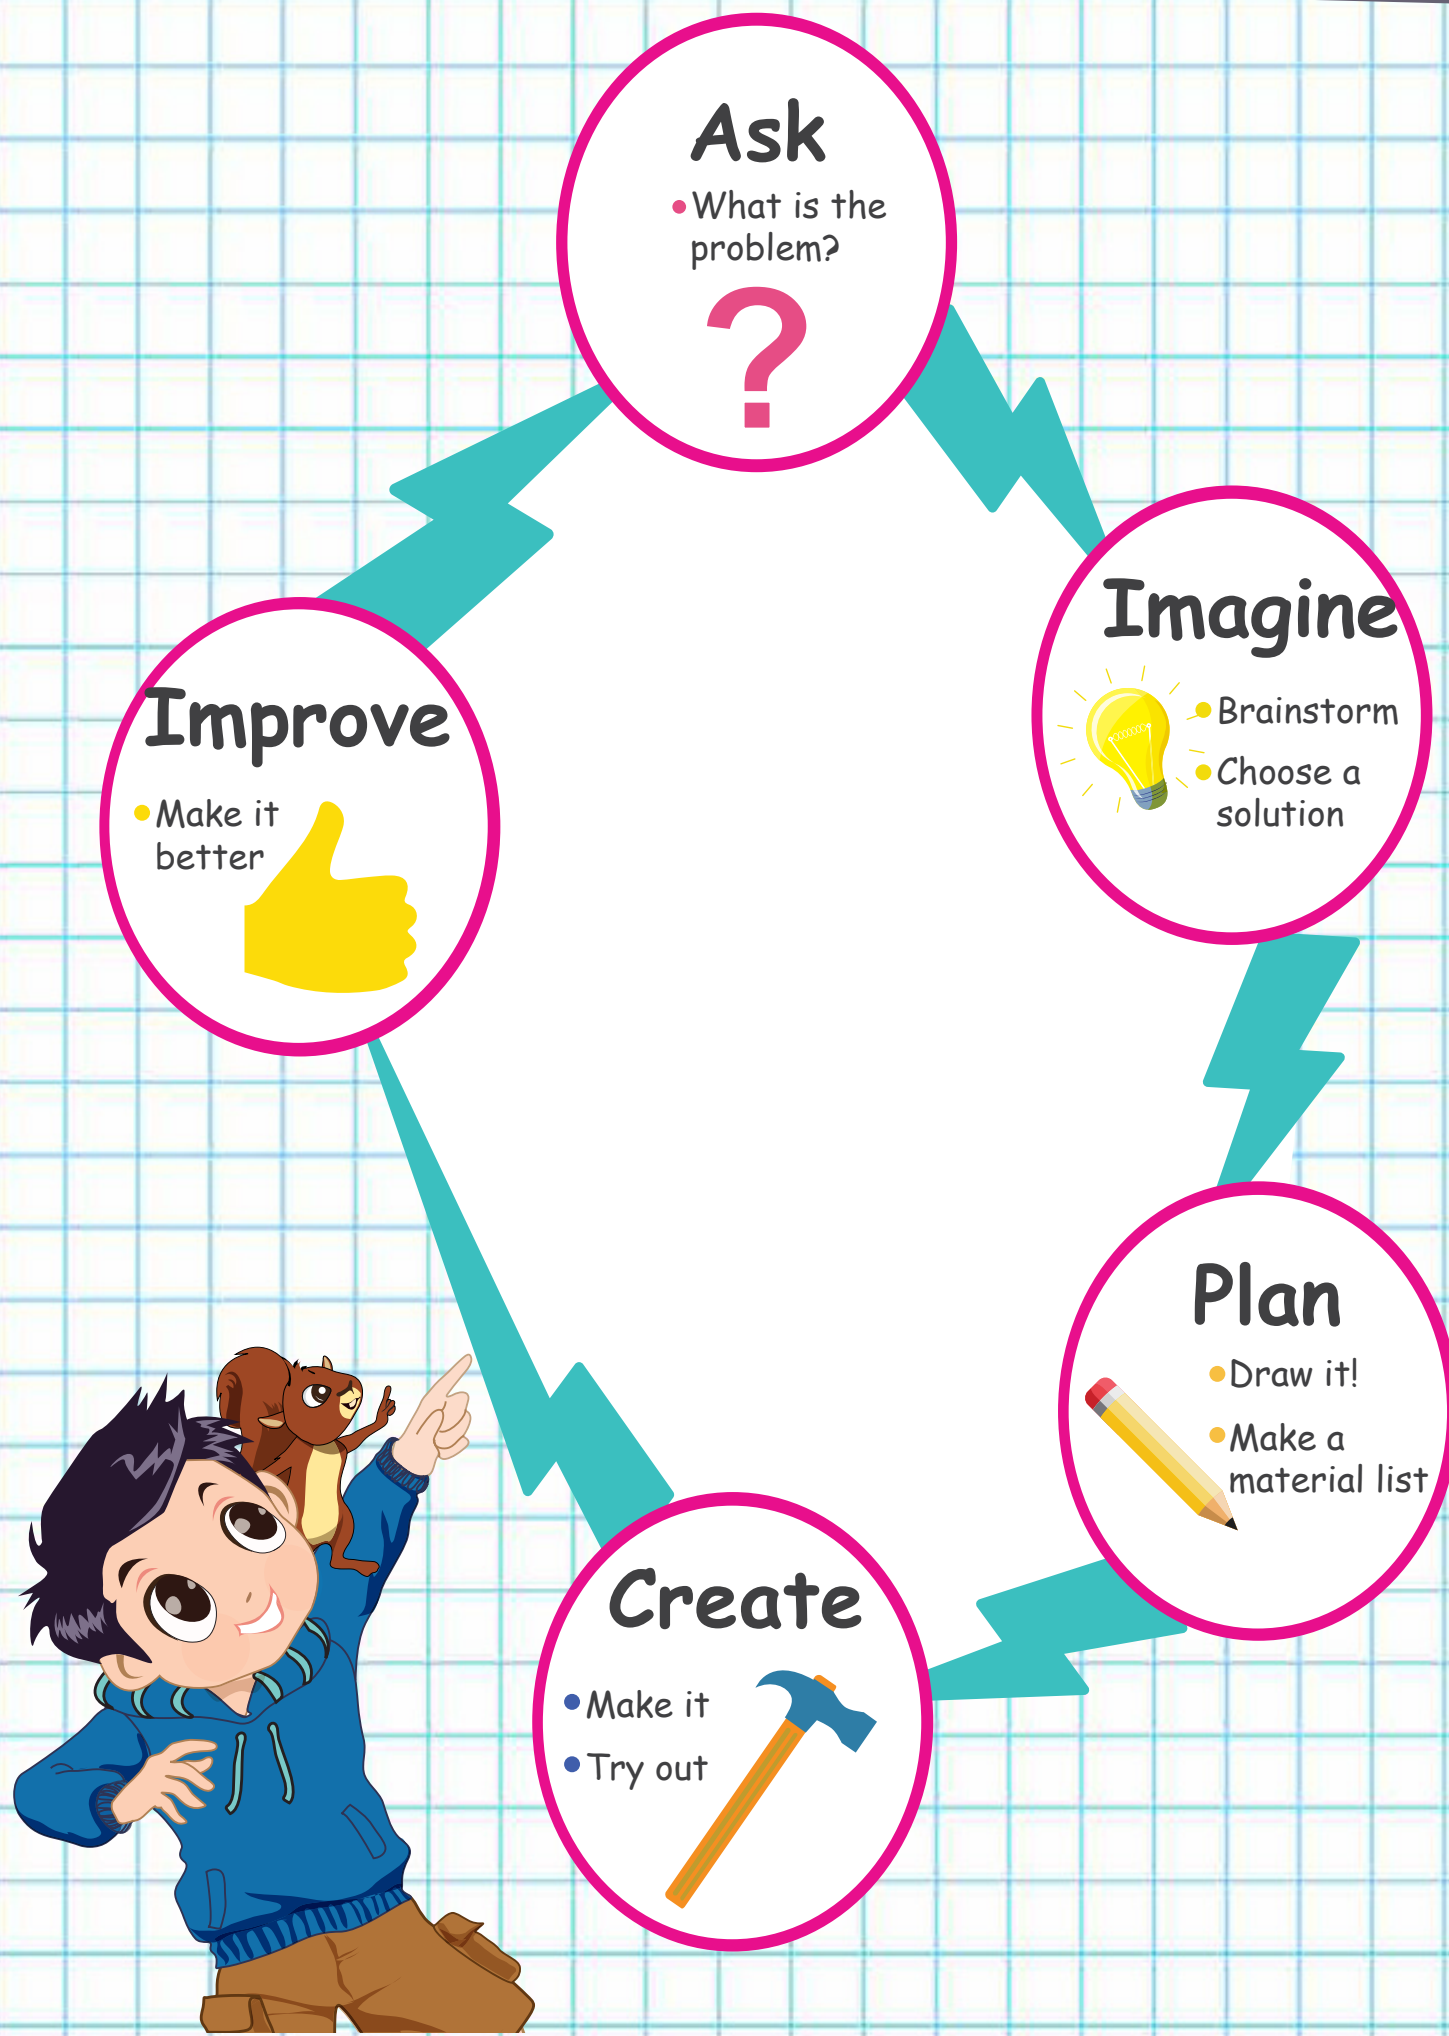 Ask
What is the
problem?
?
Imagine
Brainstorm
Choose a
solution
Plan
Draw it!
Make a
material list
Create
Make it
Try out
Improve
Make it
better